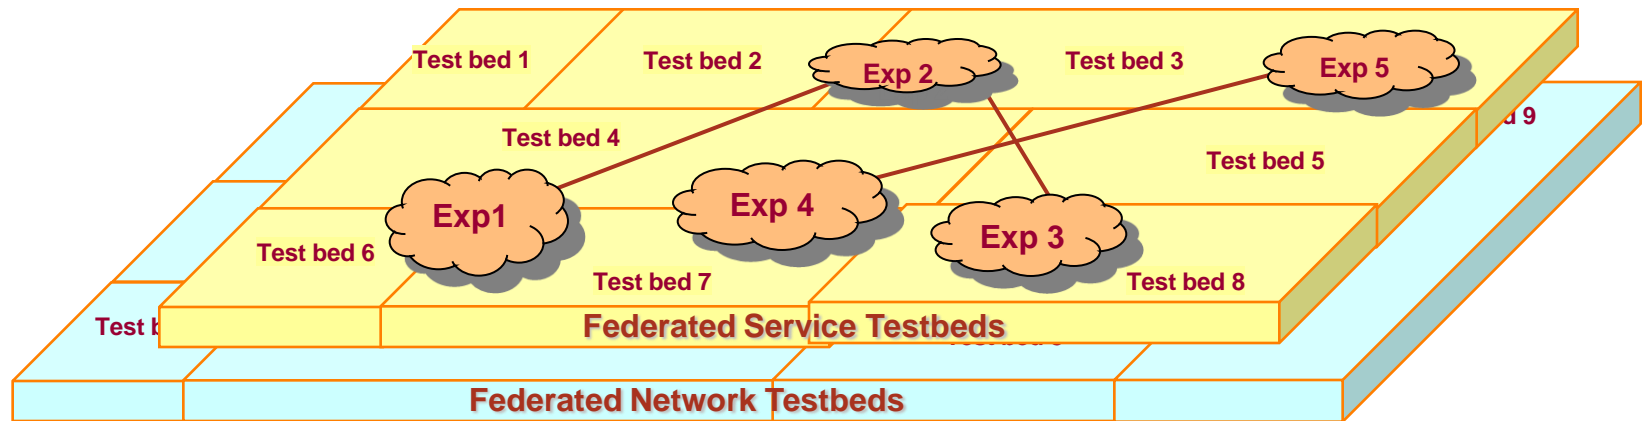 Test bed 1
Test bed 2
Exp 2
Test bed 3
Exp 5
Test bed 4
9
Test bed 5
Exp1
Exp 4
Exp 3
Test bed 6
Test bed 7
Test bed 8
Test
Federated Service Testbeds
Federated Network Testbeds